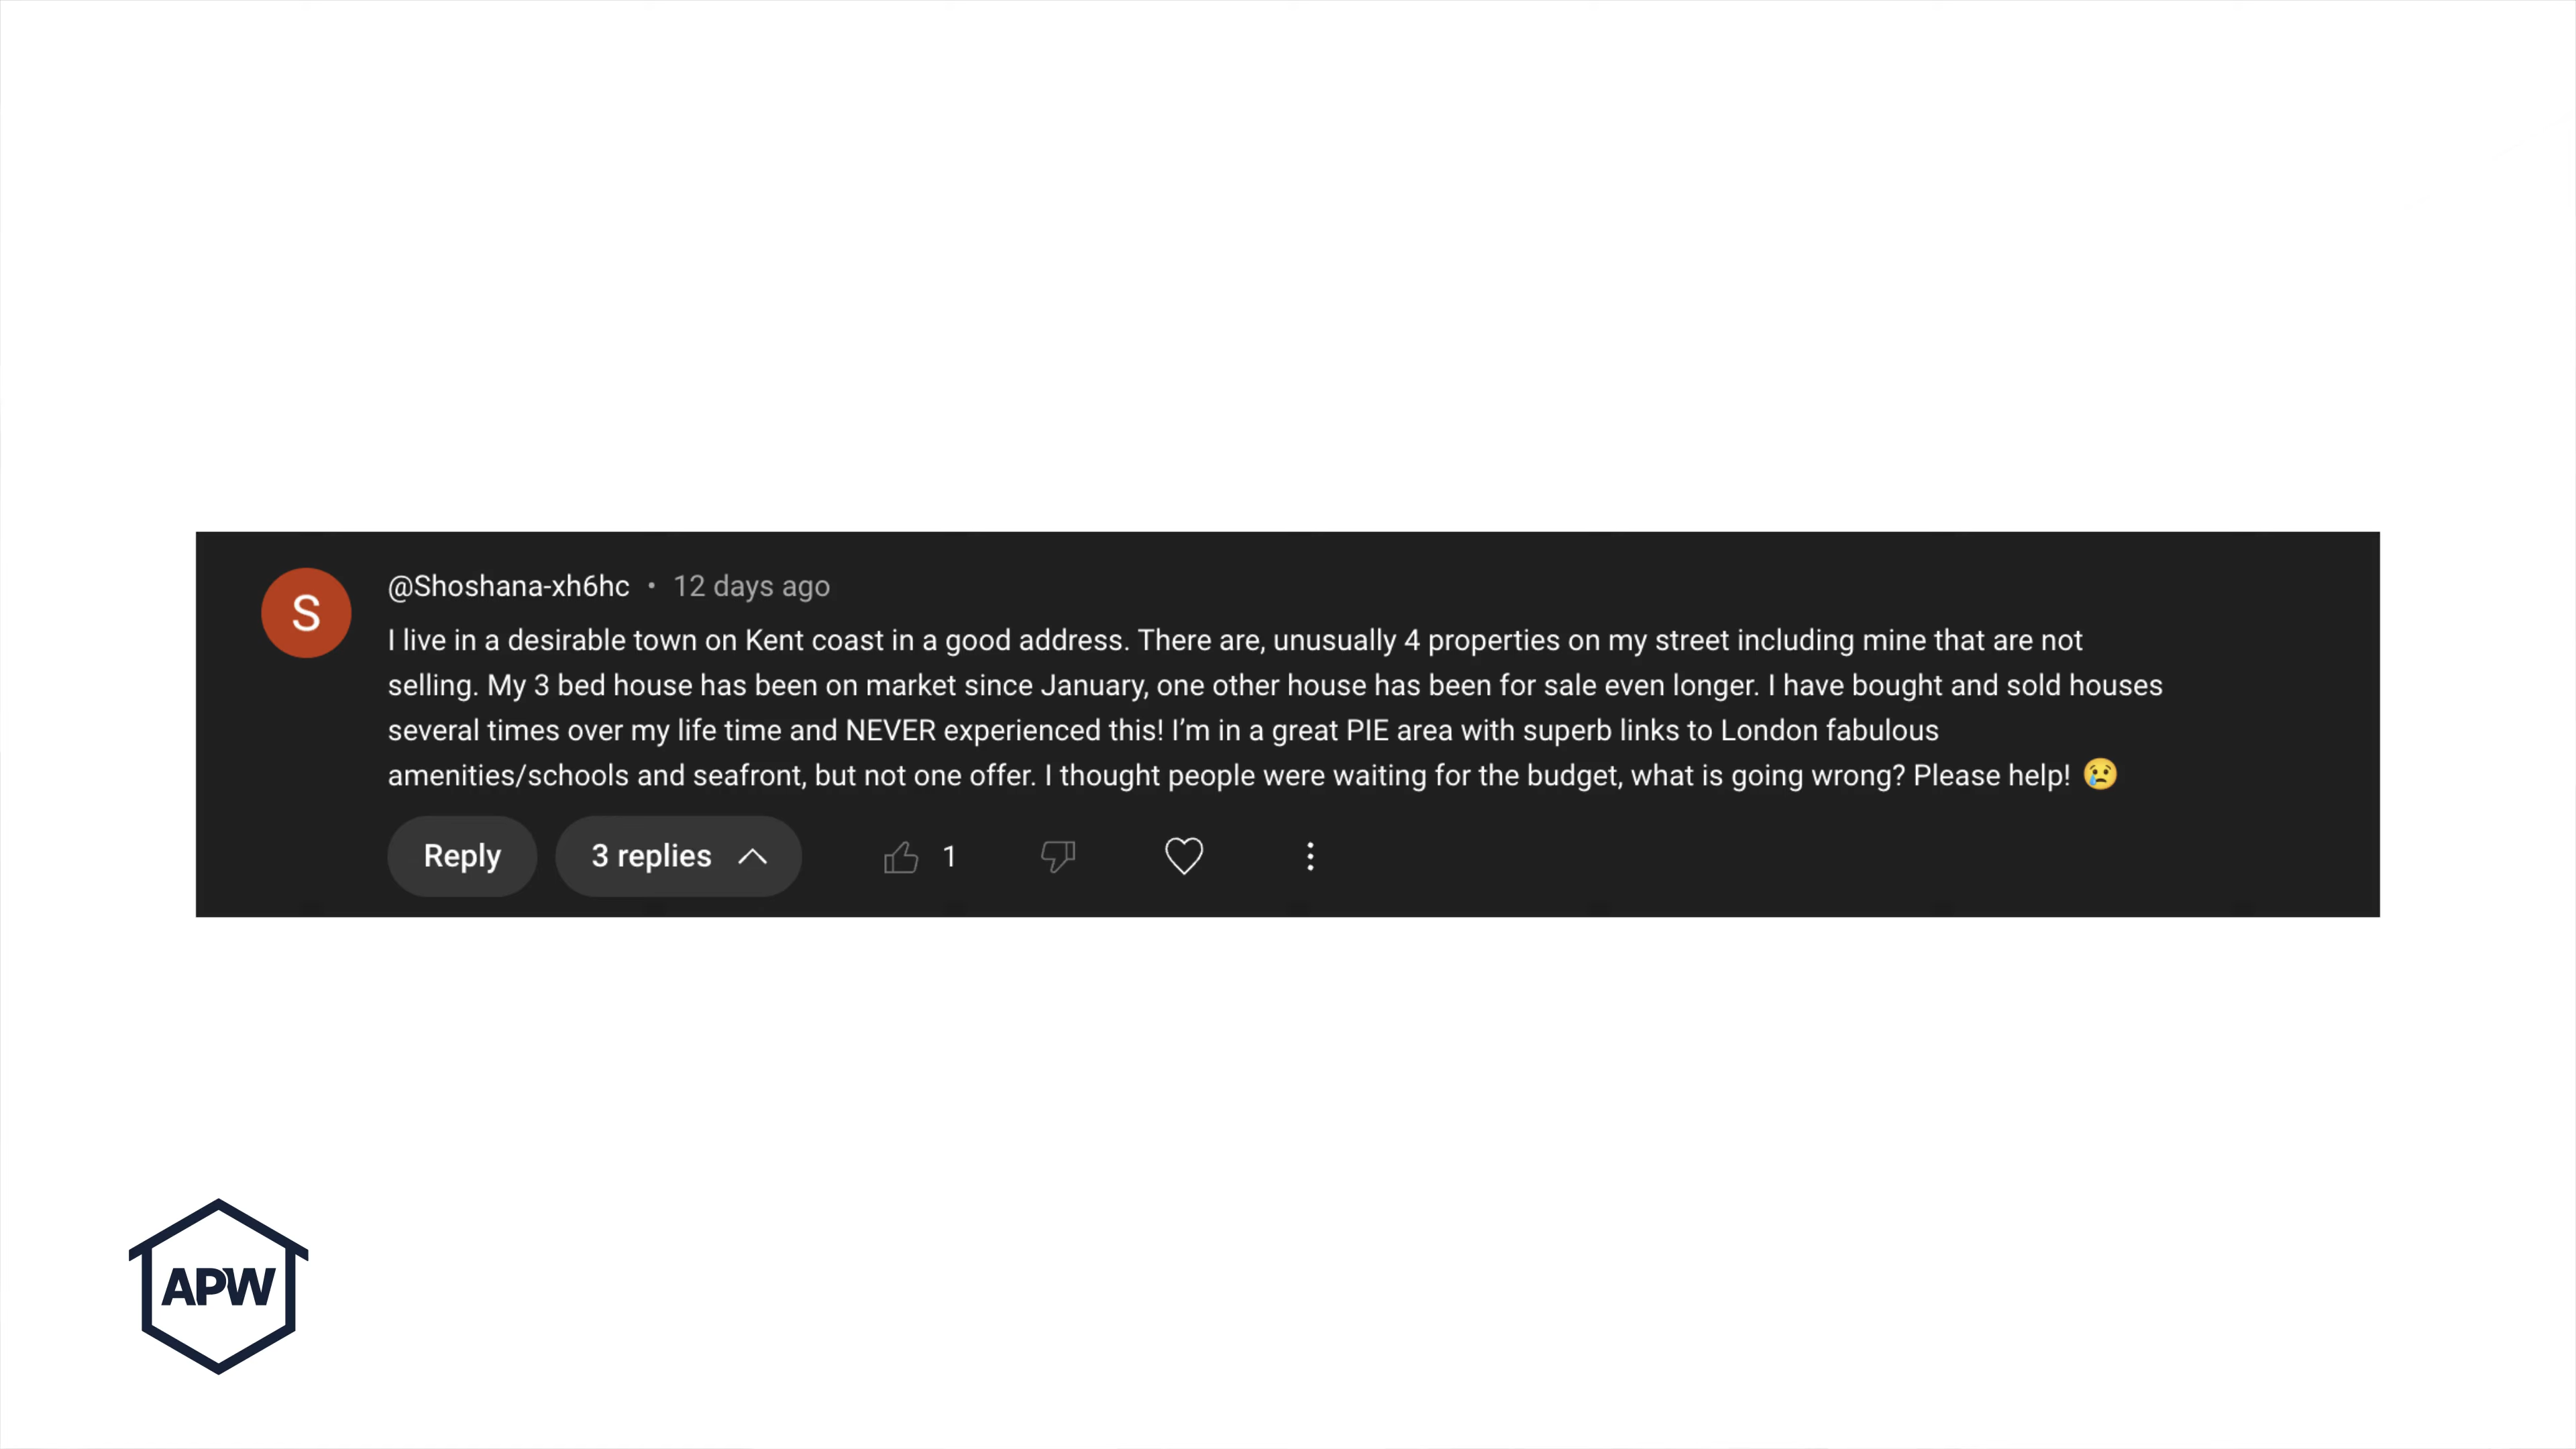 S
@Shoshana-xh6hc • 12 days ago
I live in a desirable town on Kent coast in a good address. There are, unusually 4 properties on my street including mine that are not
selling. My 3 bed house has been on market since January, one other house has been for sale even longer. I have bought and sold houses
several times over my life time and NEVER experienced this! I’m in a great PIE area with superb links to London fabulous
amenities/schools and seafront, but not one offer. I thought people were waiting for the budget, what is going wrong? Please help! 😢
Reply 3 replies 1
APW